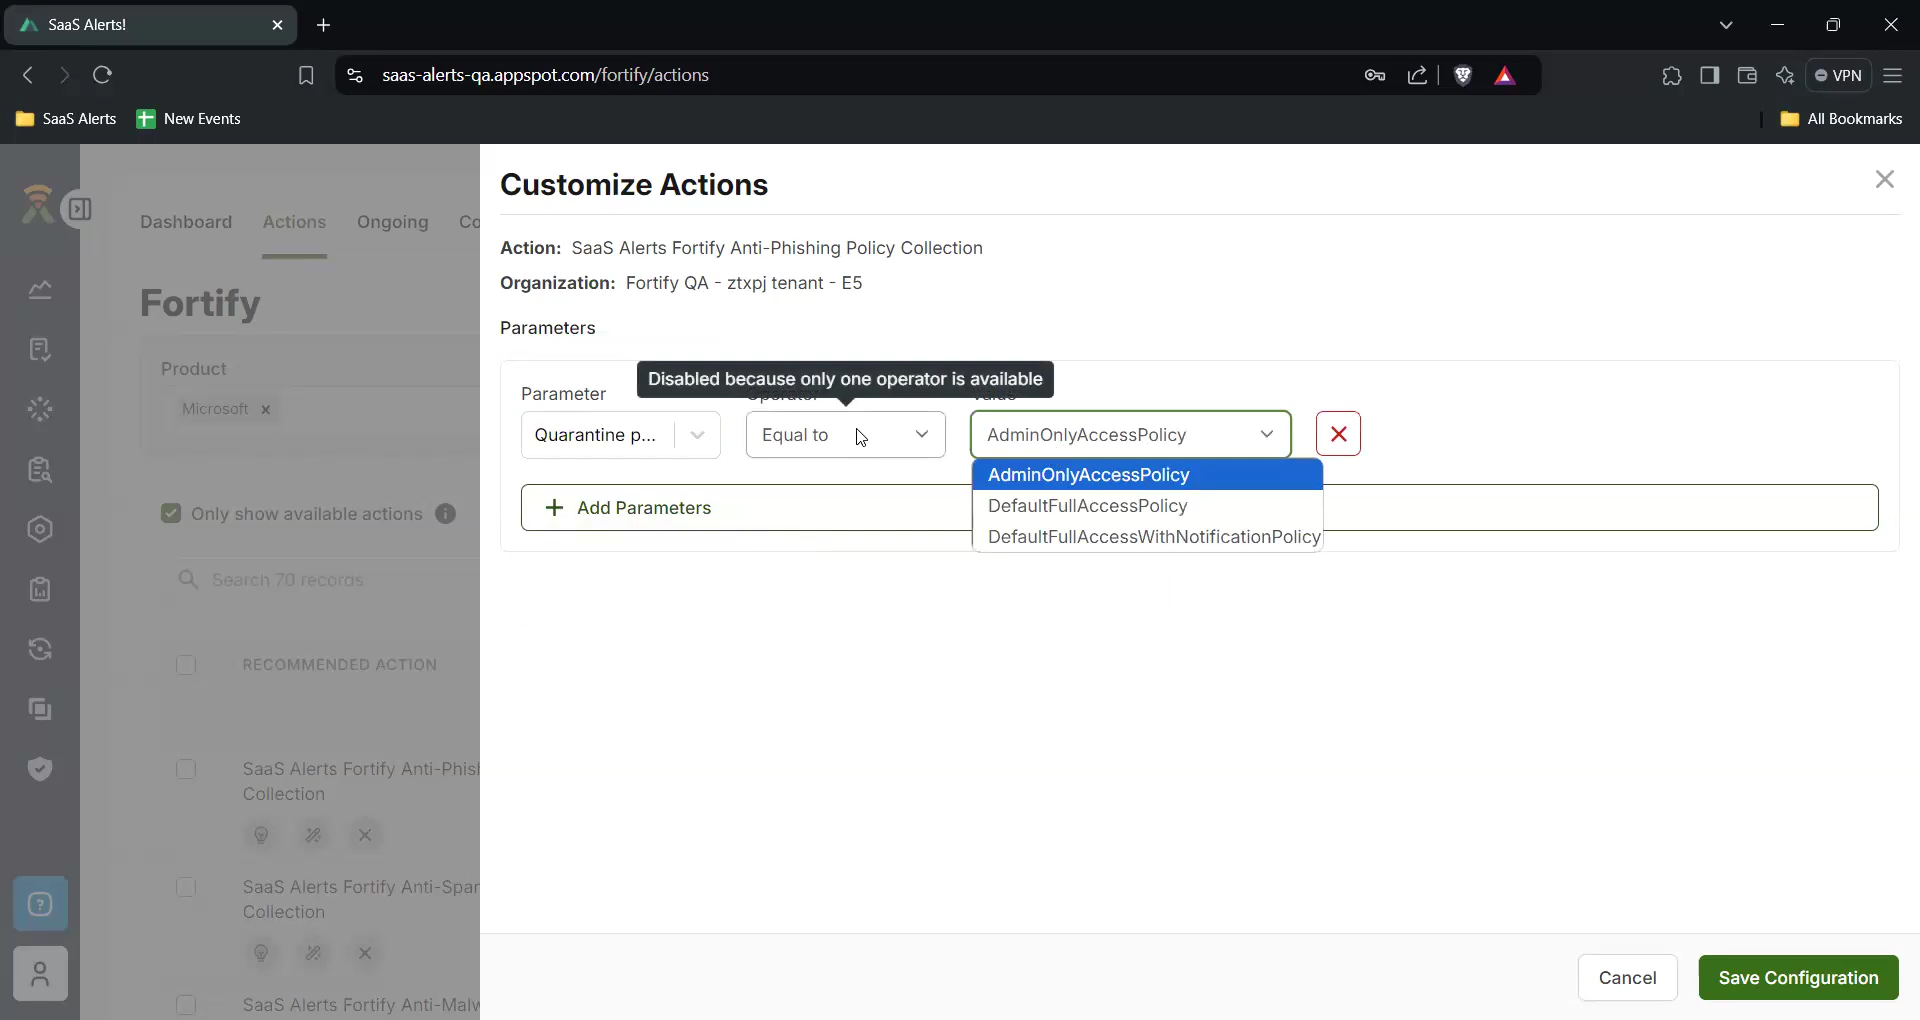 SaaS Alerts!
saas-alerts-qa.appspot.com/fortify/actions
VPN
SaaS Alerts
New Events
All Bookmarks
Customize Actions
Dashboard
Actions
Ongoing
Co
Action: SaaS Alerts Fortify Anti-Phishing Policy Collection
Organization: Fortify QA - ztxpj tenant - E5
Fortify
Parameters
Product
Microsoft
Disabled because only one operator is available
Parameter
Operator
Value
Quarantine p...
Equal to
AdminOnlyAccessPolicy
AdminOnlyAccessPolicy
DefaultFullAccessPolicy
DefaultFullAccessWithNotificationPolicy
Add Parameters
Only show available actions
Search 70 records
RECOMMENDED ACTION
SaaS Alerts Fortify Anti-Phish
Collection
SaaS Alerts Fortify Anti-Spam
Collection
SaaS Alerts Fortify Anti-Malw
Cancel
Save Configuration